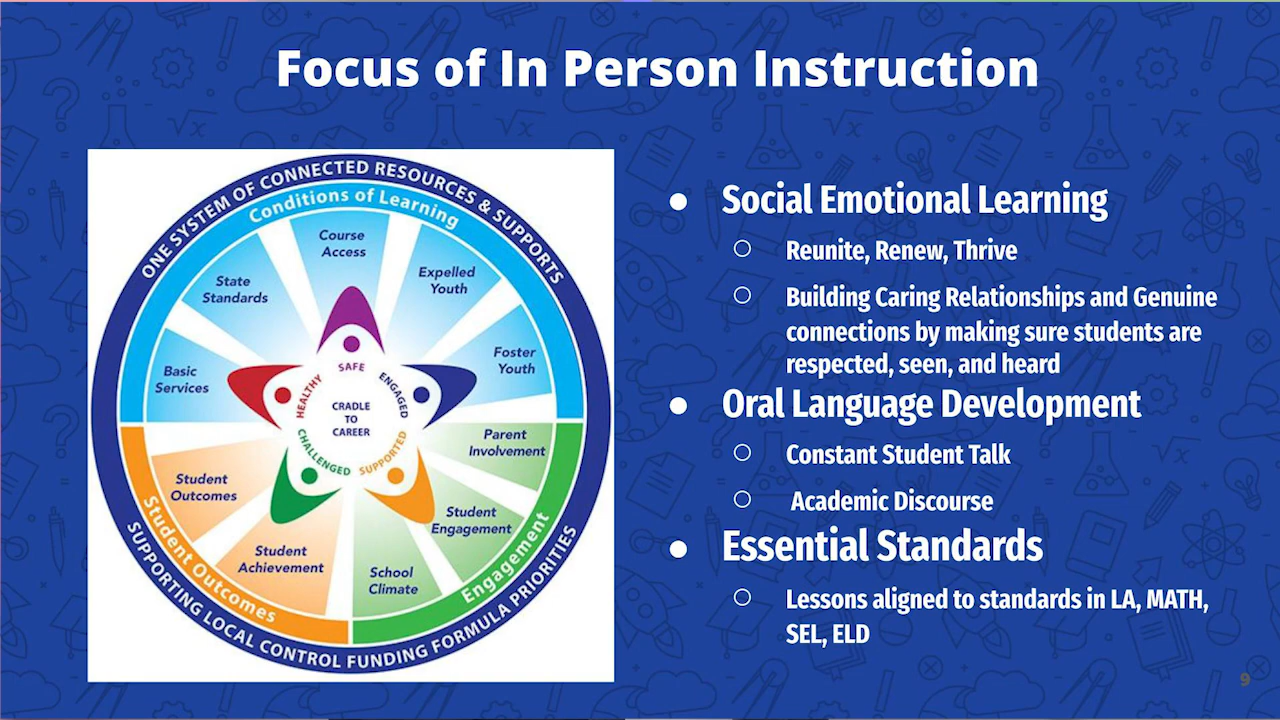 Focus of In Person Instruction
ONE SYSTEM OF CONNECTED RESOURCES & SUPPORTS
Conditions of Learning
Course
Access
Expelled
Youth
State
Standards
Foster
Youth
Basic
Services
SAFE
HEALTHY
ENGAGED
CRADLE
TO
CAREER
CHALLENGED
SUPPORTED
Parent
Involvement
Student
Outcomes
Student
Engagement
Student
Achievement
School
Climate
Student Outcomes
Engagement
SUPPORTING LOCAL CONTROL FUNDING FORMULA PRIORITIES
● Social Emotional Learning
○ Reunite, Renew, Thrive
○ Building Caring Relationships and Genuine
connections by making sure students are
respected, seen, and heard
● Oral Language Development
○ Constant Student Talk
○ Academic Discourse
● Essential Standards
○ Lessons aligned to standards in LA, MATH,
SEL, ELD
9